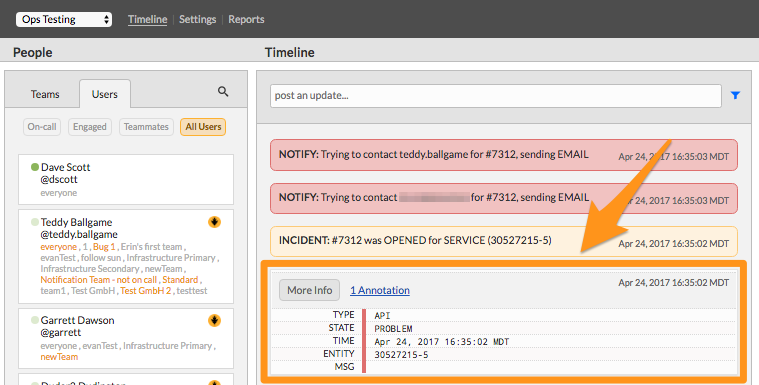 Ops Testing Timeline Settings Reports
People
Teams Users
On-call Engaged Teammates All Users
Dave Scott
@dscott
everyone
Teddy Ballgame
@teddy.ballgame
everyone , 1 , Bug 1 , Erin's first team ,
evanTest , follow sun , Infrastructure Primary ,
Infrastructure Secondary , newTeam ,
Notification Team - not on call , Standard ,
team1 , Test GmbH , Test GmbH 2 , testtest
Garrett Dawson
@garrett
everyone , evanTest , Infrastructure Primary ,
newTeam
Timeline
post an update...
NOTIFY: Trying to contact teddy.ballgame for #7312, sending EMAIL Apr 24, 2017 16:35:03 MDT
NOTIFY: Trying to contact for #7312, sending EMAIL Apr 24, 2017 16:35:03 MDT
INCIDENT: #7312 was OPENED for SERVICE (30527215-5) Apr 24, 2017 16:35:02 MDT
More Info 1 Annotation Apr 24, 2017 16:35:02 MDT
TYPE API
STATE PROBLEM
TIME Apr 24, 2017 16:35:02 MDT
ENTITY 30527215-5
MSG